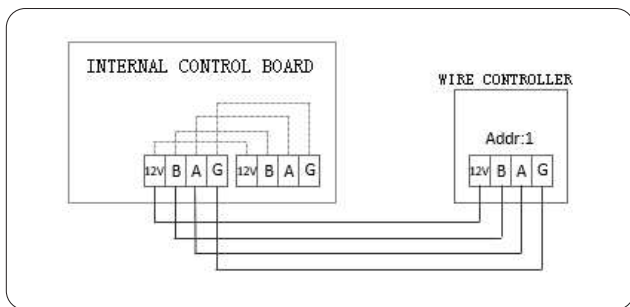 INTERNAL CONTROL BOARD
WIRE CONTROLLER
Addr:1
12V B A G 12V B A G
12V B A G